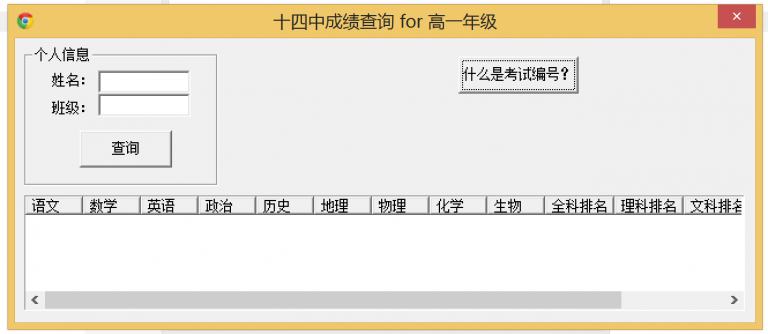 十四中成绩查询 for 高一年级
个人信息
姓名：
班级：
查询
什么是考试编号？
语文 数学 英语 政治 历史 地理 物理 化学 生物 全科排名 理科排名 文科排名